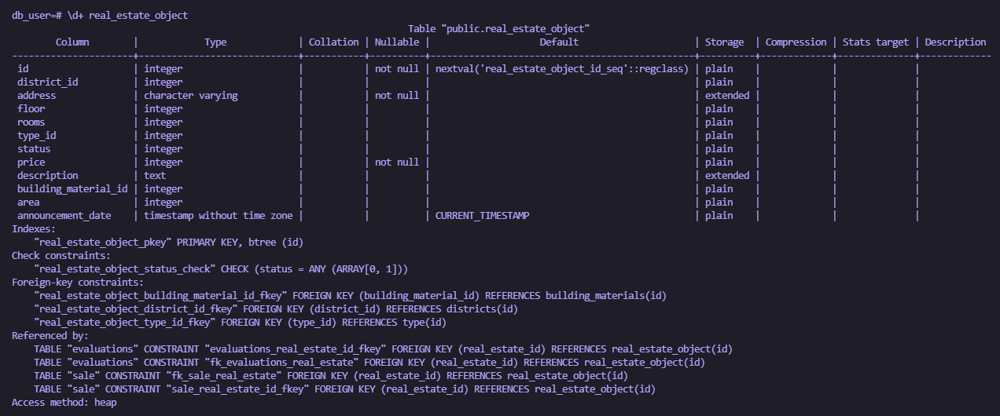 db_user=# \d+ real_estate_object
Table "public.real_estate_object"
Column | Type | Collation | Nullable | Default | Storage | Compression | Stats target | Description
----------------------+-----------------------------+-----------+----------+------------------------------------------------+----------+-------------+--------------+-------------
id | integer | | not null | nextval('real_estate_object_id_seq'::regclass) | plain | | |
district_id | integer | | | | plain | | |
address | character varying | | not null | | extended | | |
floor | integer | | | | plain | | |
rooms | integer | | | | plain | | |
type_id | integer | | | | plain | | |
status | integer | | | | plain | | |
price | integer | | not null | | plain | | |
description | text | | | | extended | | |
building_material_id | integer | | | | plain | | |
area | integer | | | | plain | | |
announcement_date | timestamp without time zone | | | CURRENT_TIMESTAMP | plain | | |
Indexes:
"real_estate_object_pkey" PRIMARY KEY, btree (id)
Check constraints:
"real_estate_object_status_check" CHECK (status = ANY (ARRAY[0, 1]))
Foreign-key constraints:
"real_estate_object_building_material_id_fkey" FOREIGN KEY (building_material_id) REFERENCES building_materials(id)
"real_estate_object_district_id_fkey" FOREIGN KEY (district_id) REFERENCES districts(id)
"real_estate_object_type_id_fkey" FOREIGN KEY (type_id) REFERENCES type(id)
Referenced by:
TABLE "evaluations" CONSTRAINT "evaluations_real_estate_id_fkey" FOREIGN KEY (real_estate_id) REFERENCES real_estate_object(id)
TABLE "evaluations" CONSTRAINT "fk_evaluations_real_estate" FOREIGN KEY (real_estate_id) REFERENCES real_estate_object(id)
TABLE "sale" CONSTRAINT "fk_sale_real_estate" FOREIGN KEY (real_estate_id) REFERENCES real_estate_object(id)
TABLE "sale" CONSTRAINT "sale_real_estate_id_fkey" FOREIGN KEY (real_estate_id) REFERENCES real_estate_object(id)
Access method: heap